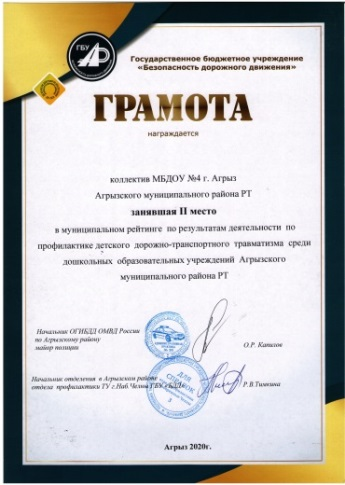 ГБУ
Государственное бюджетное учреждение
«Безопасность дорожного движения»
ГРАМОТА
награждается
коллектив МБДОУ №4 г. Агрыз
Агрызского муниципального района РТ
занявшая II место
в муниципальном рейтинге по результатам деятельности по
профилактике детского дорожно-транспортного травматизма среди
дошкольных образовательных учреждений Агрызского
муниципального района РТ
Начальник ОГИБДД ОМВД России
по Агрызскому району
майор полиции
О.Р. Капизов
Начальник отделения в Агрызском районе
отдела профилактики ТУ г.Наб.Челны ГБУ «БДД»
Р.В.Тимкина
ДЛЯ
СПРАВОК
Агрыз 2020г.